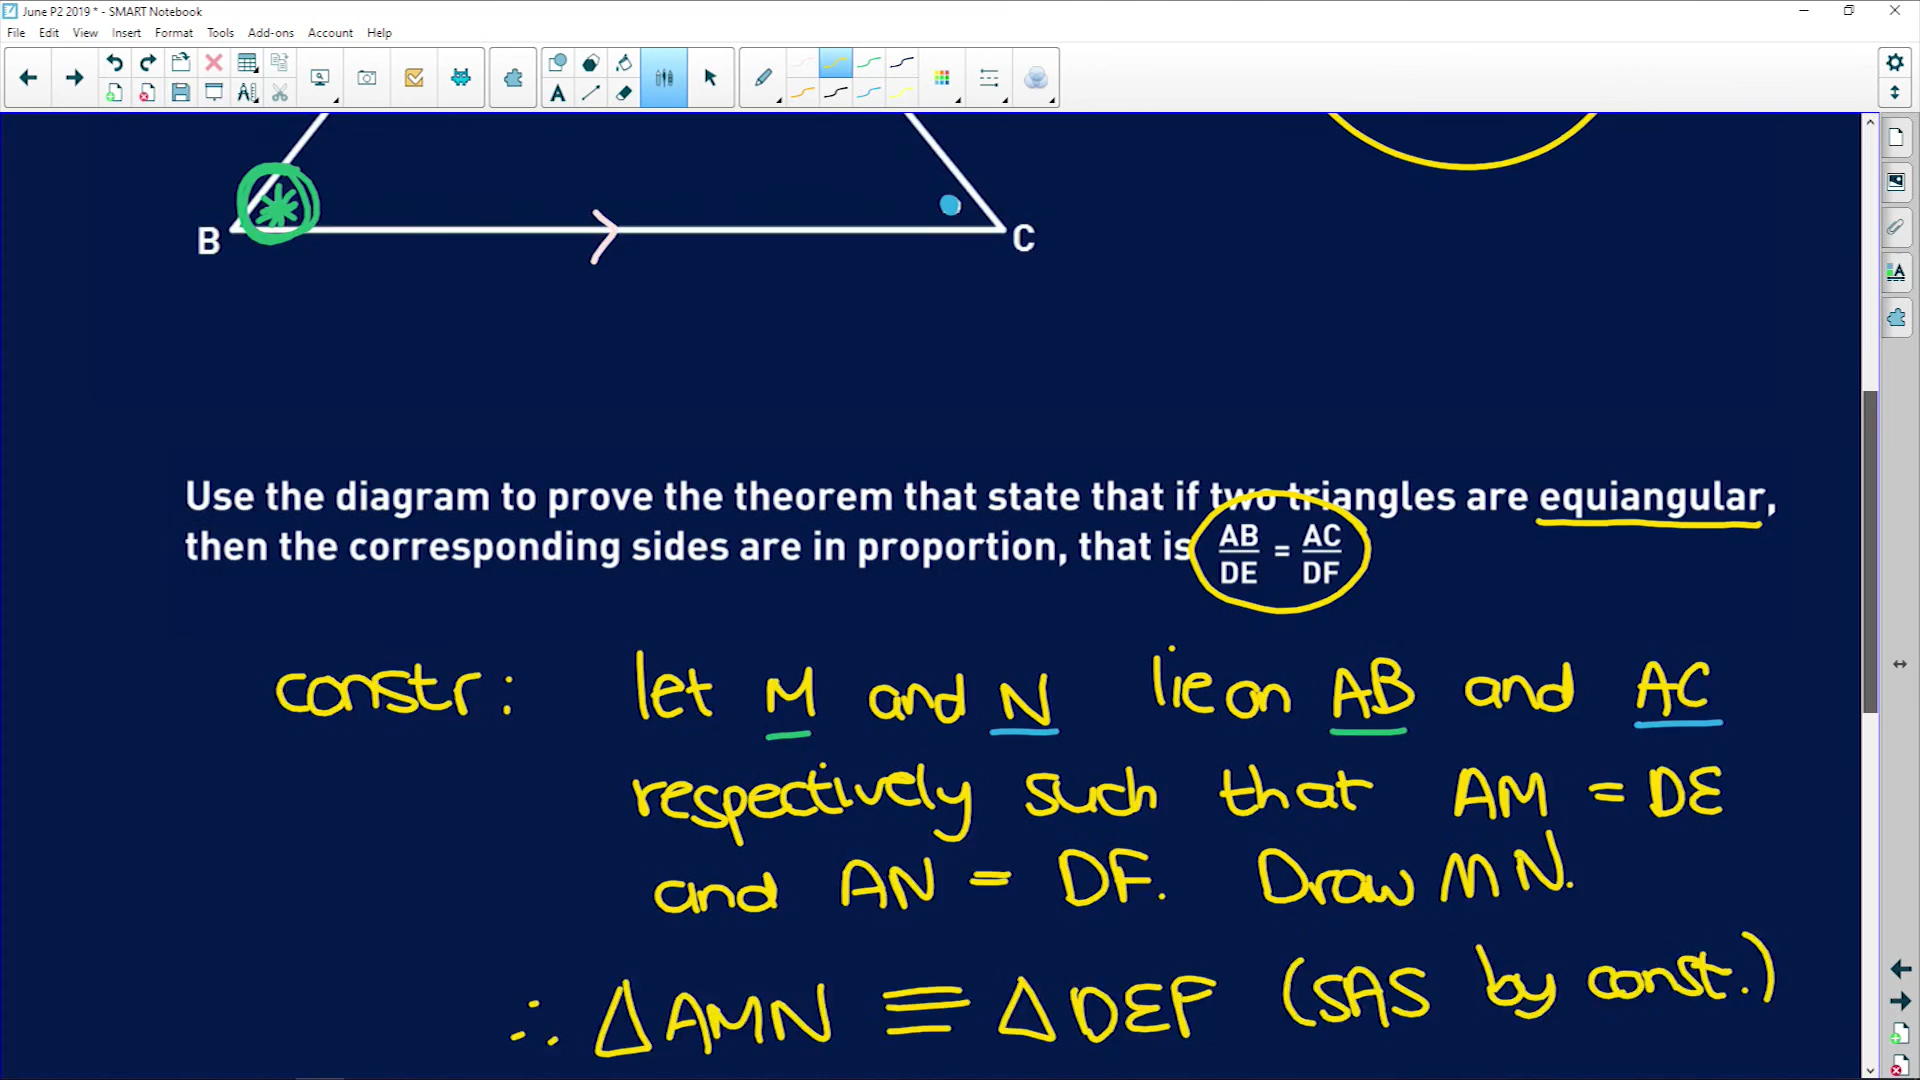 June P2 2019 * - SMART Notebook
File Edit View Insert Format Tools Add-ons Account Help
A
B
C
Use the diagram to prove the theorem that state that if two triangles are equiangular,
then the corresponding sides are in proportion, that is AB/DE = AC/DF
constr: let M and N lie on AB and AC
respectively such that AM = DE
and AN = DF. Draw MN.
∴ △AMN ≡ △DEF (SAS by const.)